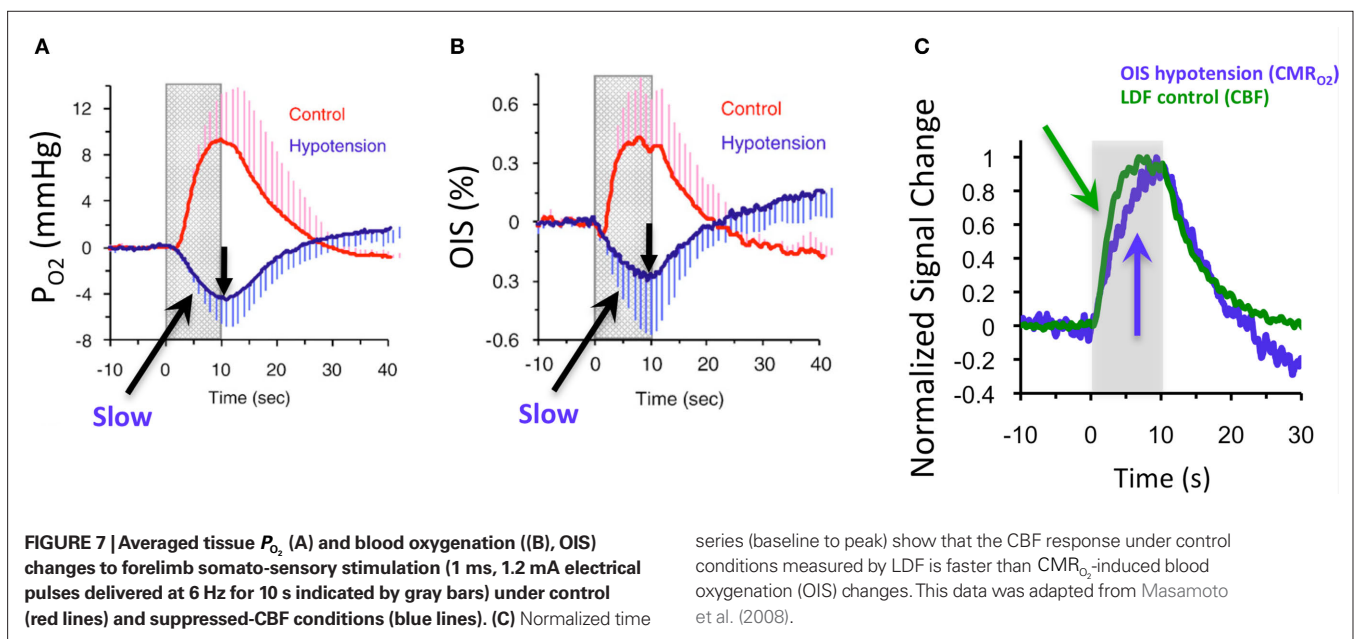 A
B
C
12
8
4
0
-4
-8
P_O2 (mmHg)
Control
Hypotension
-10 0 10 20 30 40
Time (sec)
Slow
0.6
0.3
0
0.3
-0.6
OIS (%)
Control
Hypotension
-10 0 10 20 30 40
Time (sec)
Slow
OIS hypotension (CMR_O2)
LDF control (CBF)
1
0.8
0.6
0.4
0.2
0
-0.2
-0.4
Normalized Signal Change
-10 0 10 20 30
Time (s)
FIGURE 7 | Averaged tissue P_O2 (A) and blood oxygenation ((B), OIS)
changes to forelimb somato-sensory stimulation (1 ms, 1.2 mA electrical
pulses delivered at 6 Hz for 10 s indicated by gray bars) under control
(red lines) and suppressed-CBF conditions (blue lines). (C) Normalized time
series (baseline to peak) show that the CBF response under control
conditions measured by LDF is faster than CMR_O2-induced blood
oxygenation (OIS) changes. This data was adapted from Masamoto
et al. (2008).